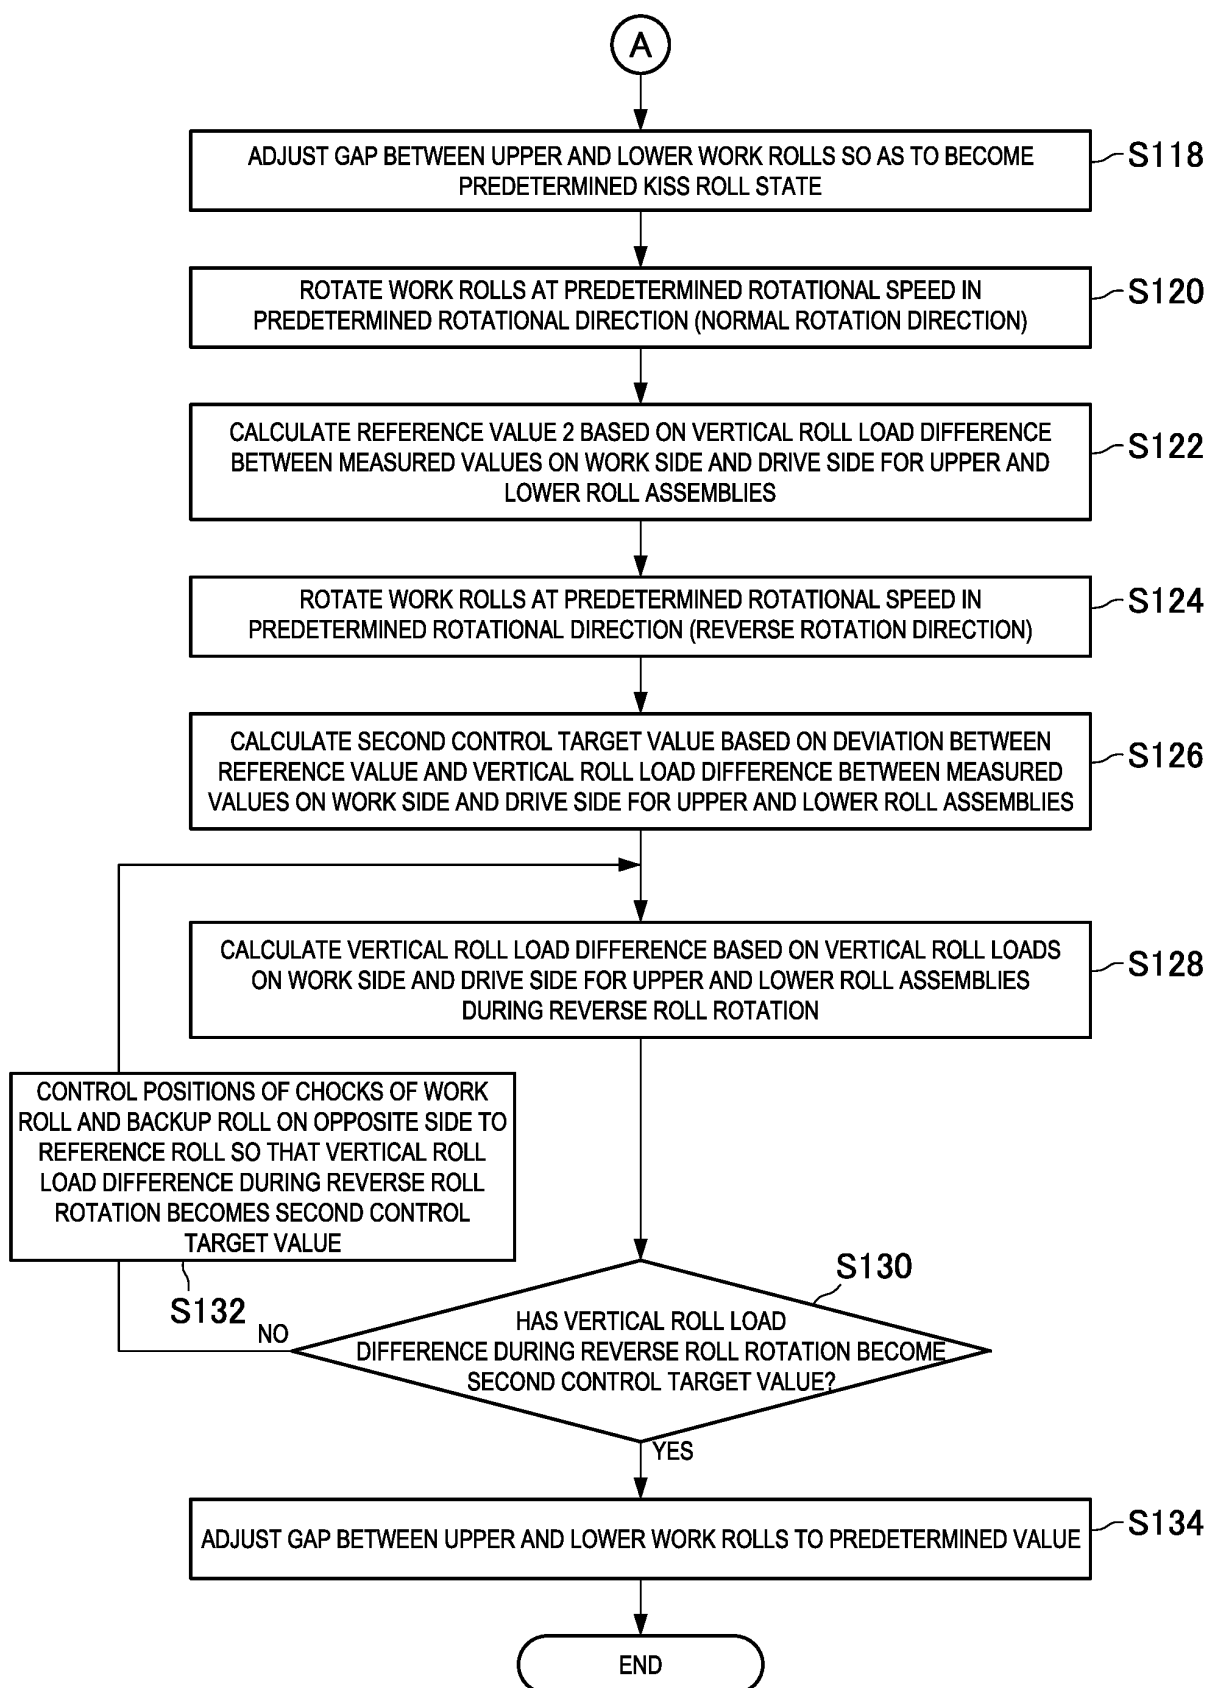 A
ADJUST GAP BETWEEN UPPER AND LOWER WORK ROLLS SO AS TO BECOME
PREDETERMINED KISS ROLL STATE
S118
ROTATE WORK ROLLS AT PREDETERMINED ROTATIONAL SPEED IN
PREDETERMINED ROTATIONAL DIRECTION (NORMAL ROTATION DIRECTION)
S120
CALCULATE REFERENCE VALUE 2 BASED ON VERTICAL ROLL LOAD DIFFERENCE
BETWEEN MEASURED VALUES ON WORK SIDE AND DRIVE SIDE FOR UPPER AND
LOWER ROLL ASSEMBLIES
S122
ROTATE WORK ROLLS AT PREDETERMINED ROTATIONAL SPEED IN
PREDETERMINED ROTATIONAL DIRECTION (REVERSE ROTATION DIRECTION)
S124
CALCULATE SECOND CONTROL TARGET VALUE BASED ON DEVIATION BETWEEN
REFERENCE VALUE AND VERTICAL ROLL LOAD DIFFERENCE BETWEEN MEASURED
VALUES ON WORK SIDE AND DRIVE SIDE FOR UPPER AND LOWER ROLL ASSEMBLIES
S126
CALCULATE VERTICAL ROLL LOAD DIFFERENCE BASED ON VERTICAL ROLL LOADS
ON WORK SIDE AND DRIVE SIDE FOR UPPER AND LOWER ROLL ASSEMBLIES
DURING REVERSE ROLL ROTATION
S128
CONTROL POSITIONS OF CHOCKS OF WORK
ROLL AND BACKUP ROLL ON OPPOSITE SIDE TO
REFERENCE ROLL SO THAT VERTICAL ROLL
LOAD DIFFERENCE DURING REVERSE ROLL
ROTATION BECOMES SECOND CONTROL
TARGET VALUE
S132
S130
HAS VERTICAL ROLL LOAD
DIFFERENCE DURING REVERSE ROLL ROTATION BECOME
SECOND CONTROL TARGET VALUE?
NO
YES
ADJUST GAP BETWEEN UPPER AND LOWER WORK ROLLS TO PREDETERMINED VALUE
S134
END